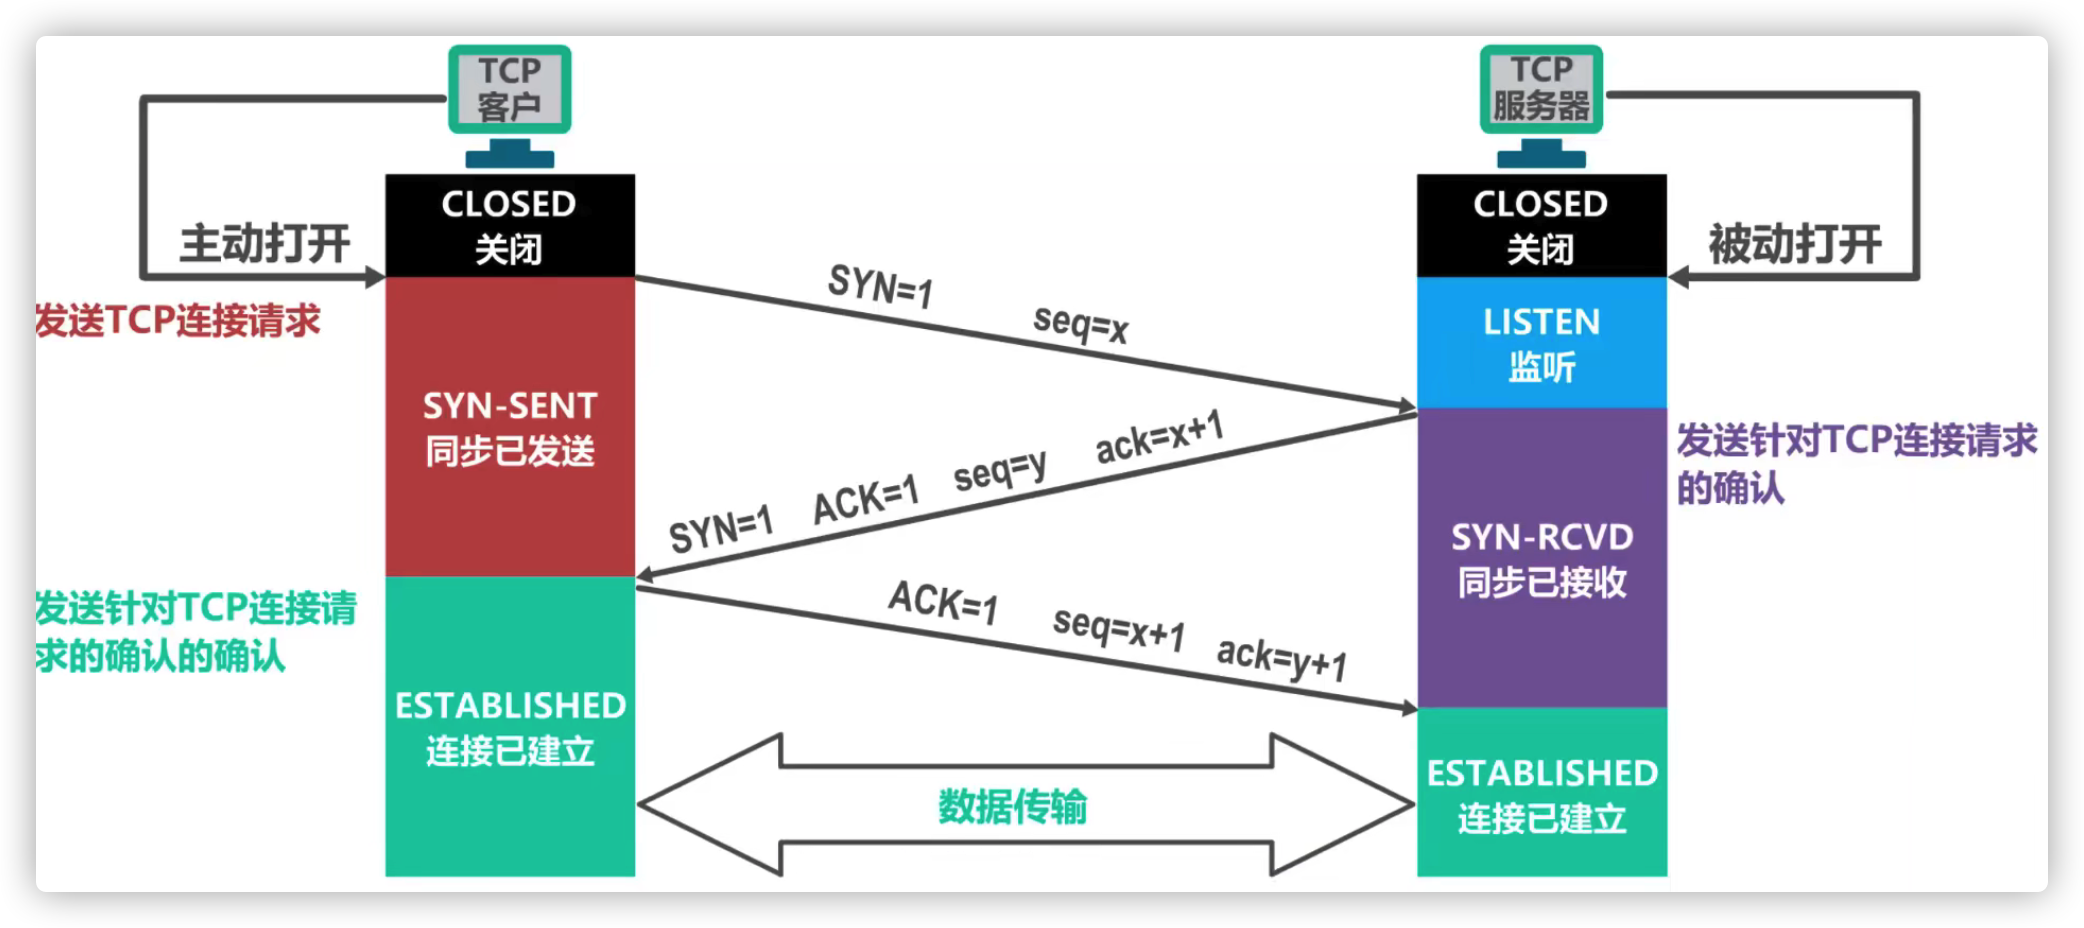 TCP
客户
TCP
服务器
CLOSED
关闭
CLOSED
关闭
主动打开
被动打开
发送TCP连接请求
SYN=1 seq=x
LISTEN
监听
SYN-SENT
同步已发送
SYN=1 ACK=1 seq=y ack=x+1
发送针对TCP连接请求
的确认
SYN-RCVD
同步已接收
发送针对TCP连接请
求的确认的确认
ACK=1 seq=x+1 ack=y+1
ESTABLISHED
连接已建立
数据传输
ESTABLISHED
连接已建立